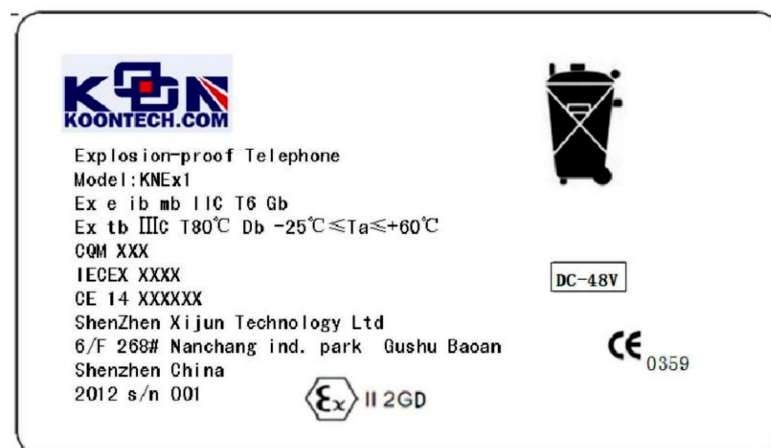 KOON
KOONTECH.COM
Explosion-proof Telephone
Model:KNEx1
Ex e ib mb IIC T6 Gb
Ex tb ⅢC T80℃ Db -25℃≤Ta≤+60℃
CQM XXX
IECEX XXXX
CE 14 XXXXXX
ShenZhen Xijun Technology Ltd
6/F 268# Nanchang ind. park Gushu Baoan
Shenzhen China
2012 s/n 001
Ex II 2GD
DC-48V
CE 0359